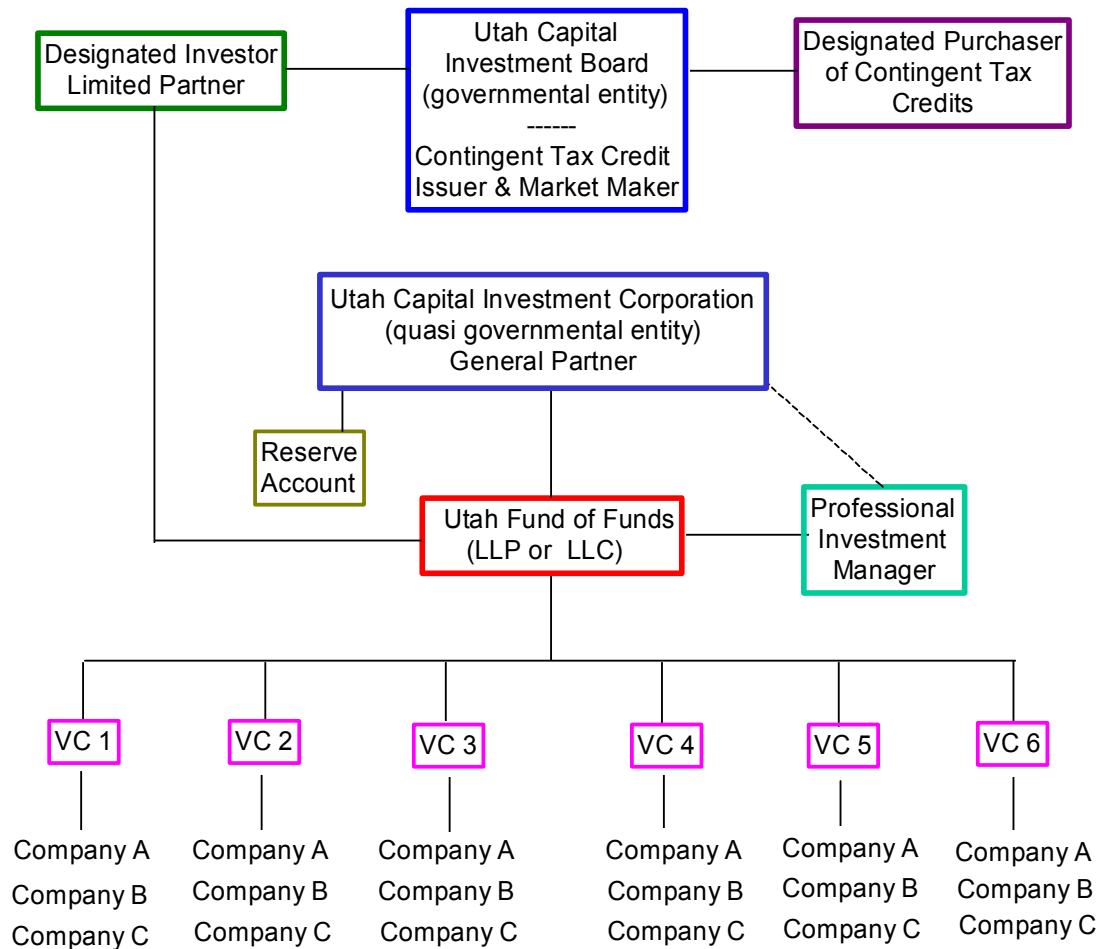 Designated Investor
Limited Partner
Utah Capital
Investment Board
(governmental entity)
------
Contingent Tax Credit
Issuer & Market Maker
Designated Purchaser
of Contingent Tax
Credits
Utah Capital Investment Corporation
(quasi governmental entity)
General Partner
Reserve
Account
Utah Fund of Funds
(LLP or LLC)
Professional
Investment
Manager
VC 1
VC 2
VC 3
VC 4
VC 5
VC 6
Company A
Company B
Company C
Company A
Company B
Company C
Company A
Company B
Company C
Company A
Company B
Company C
Company A
Company B
Company C
Company A
Company B
Company C